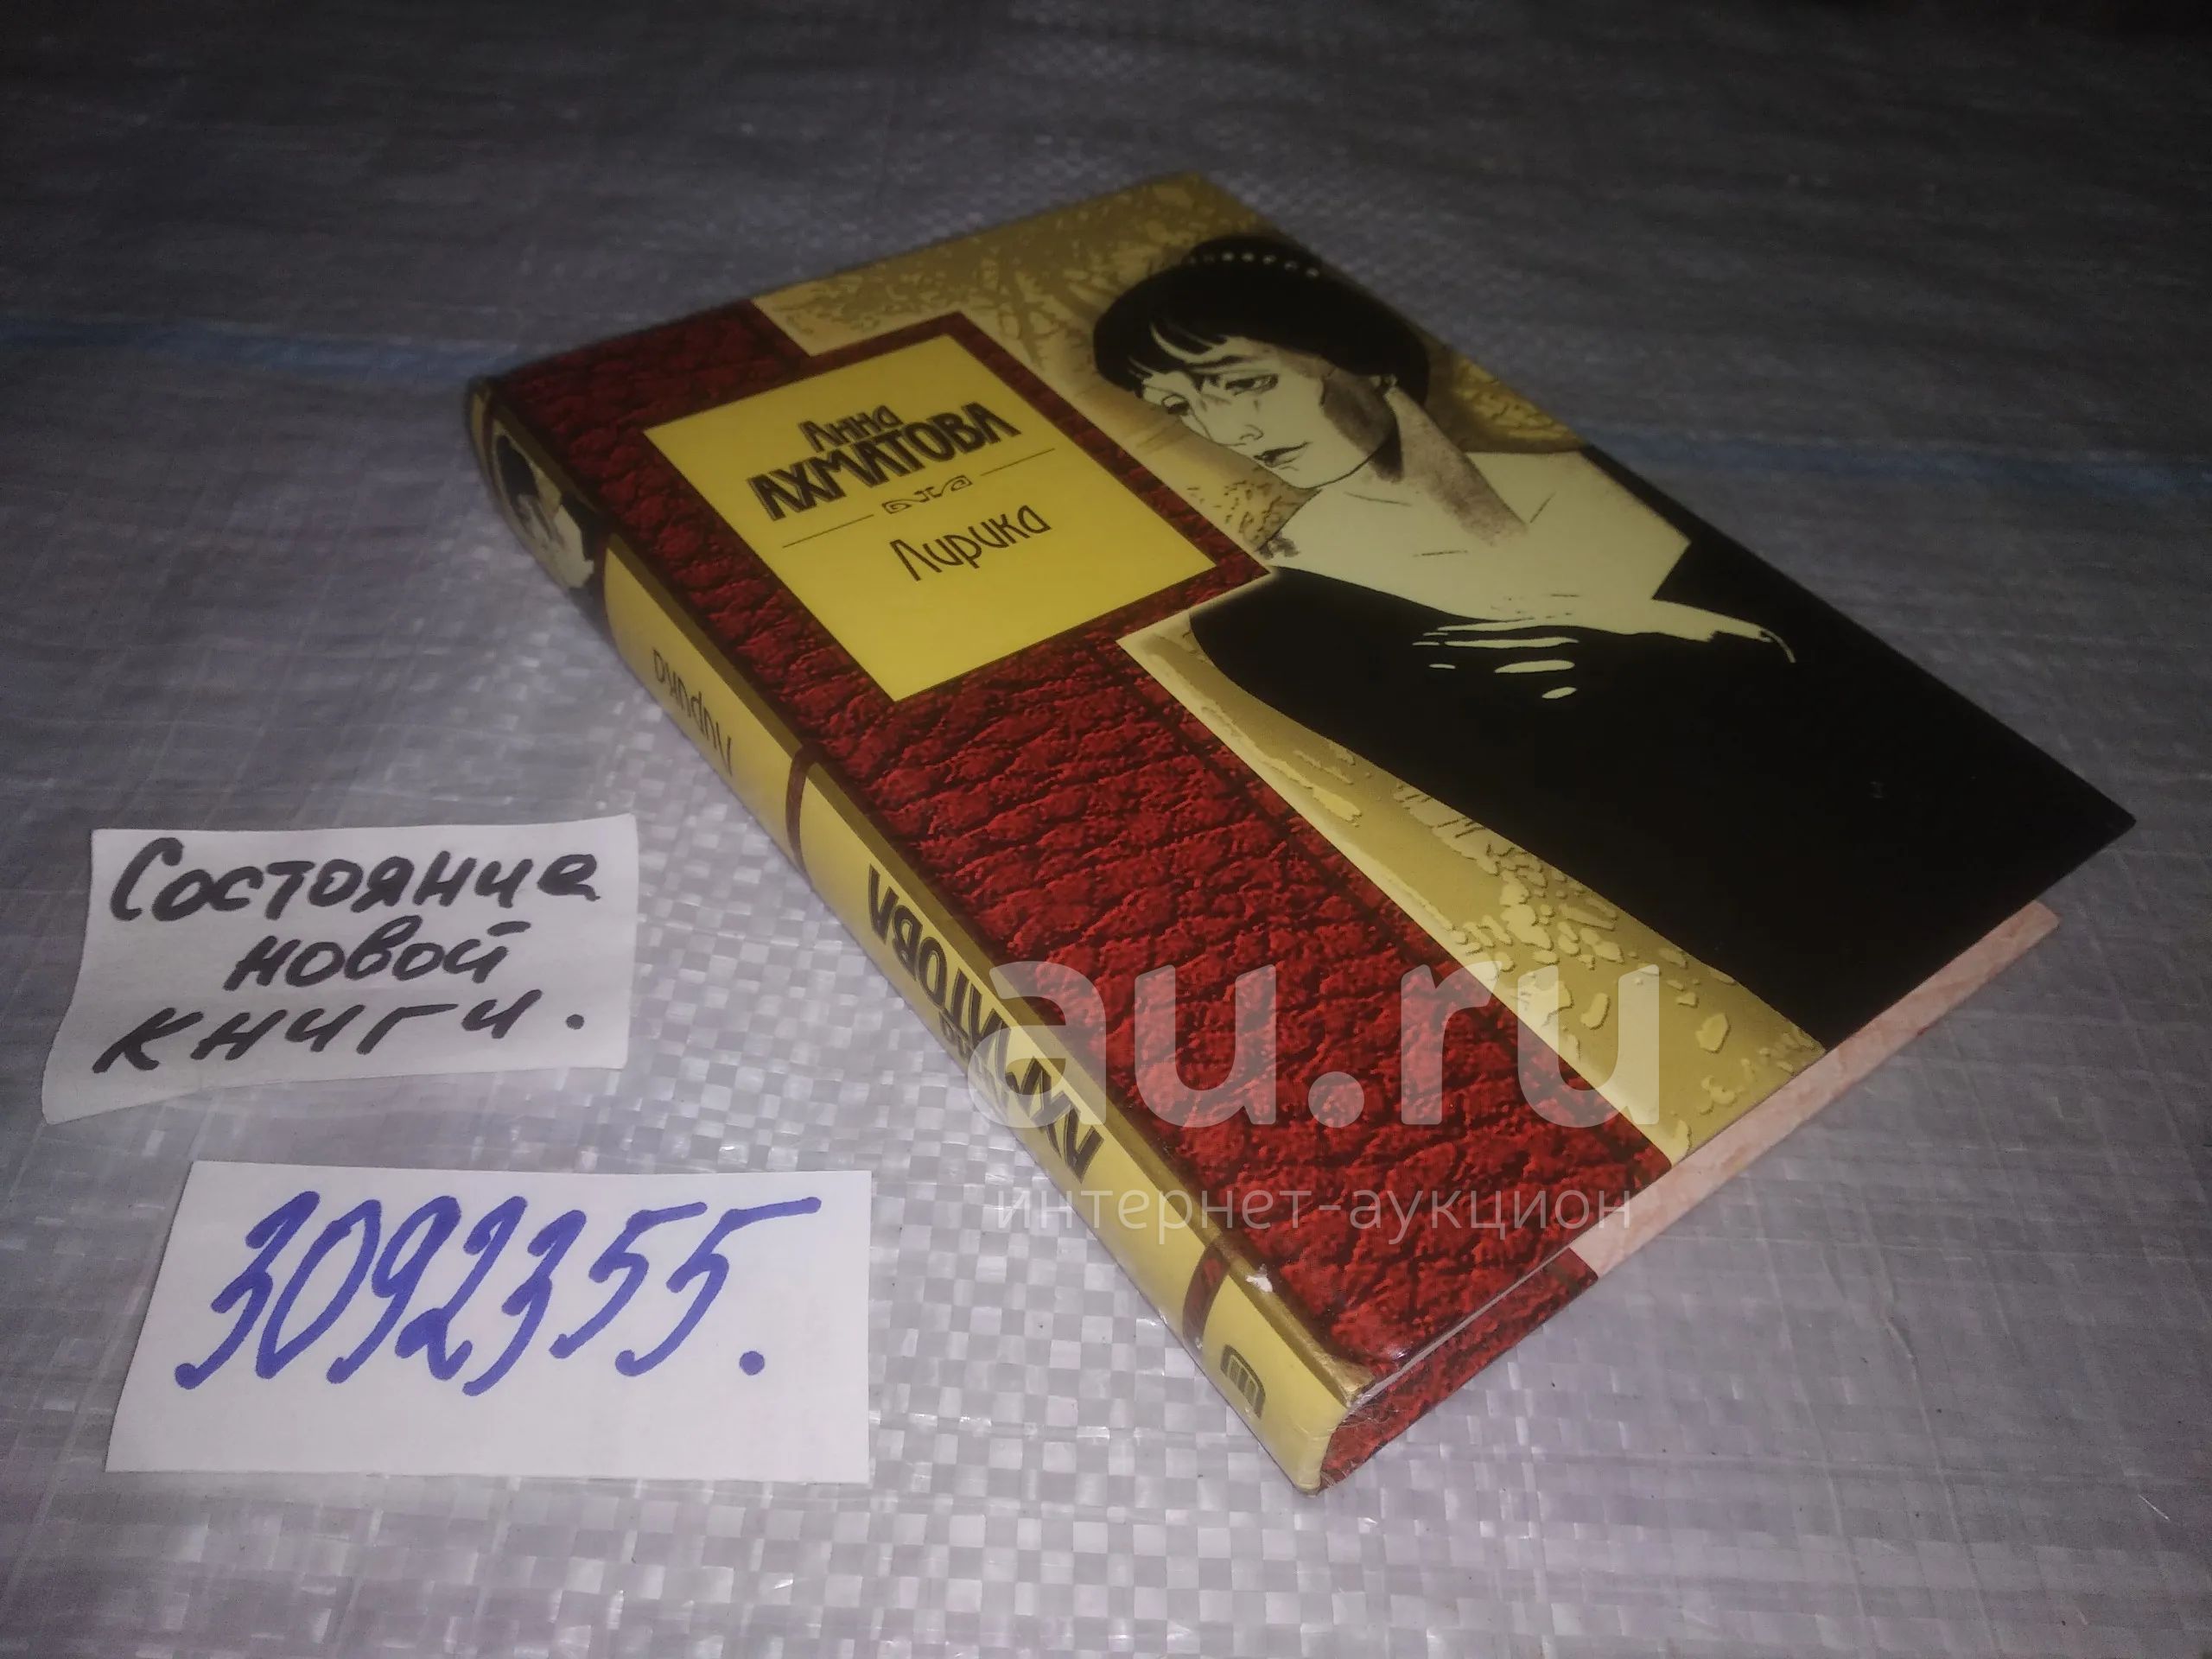 Анна
АХМАТОВА
Лирика
Лирика
АХМАТОВА
Состояние
новой
книги.
3092355.
au.ru
интернет-аукцион